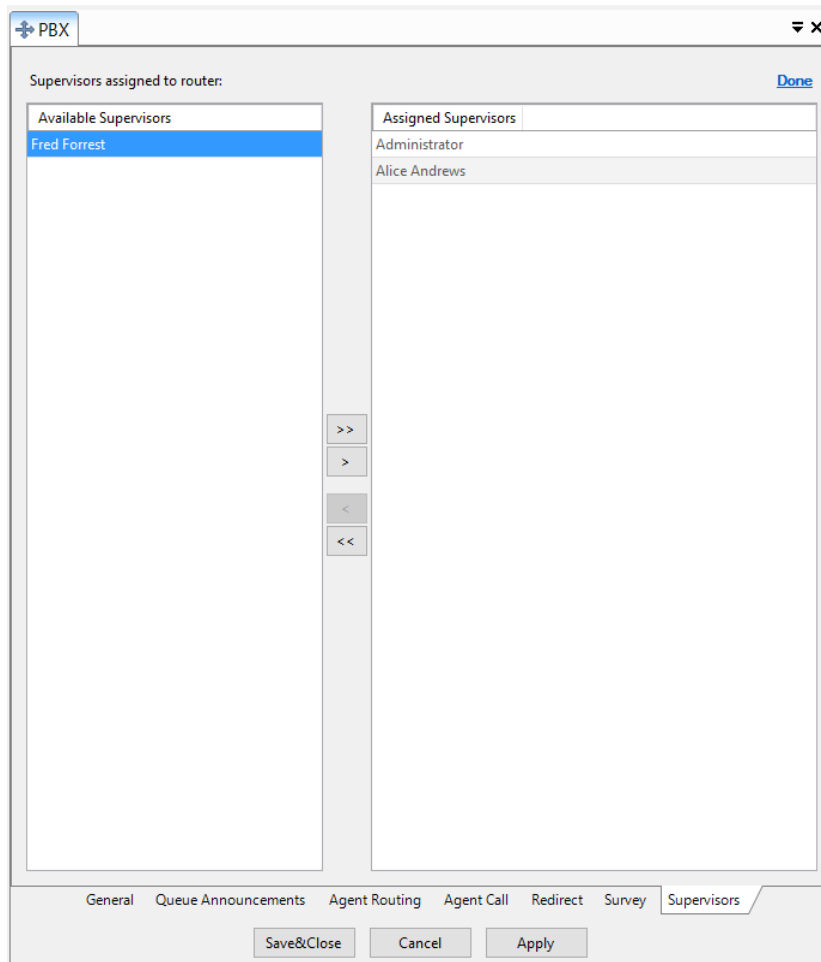 PBX
Supervisors assigned to router:
Done
Available Supervisors
Fred Forrest
Assigned Supervisors
Administrator
Alice Andrews
>>
>
<
<<
General Queue Announcements Agent Routing Agent Call Redirect Survey Supervisors
Save&Close Cancel Apply